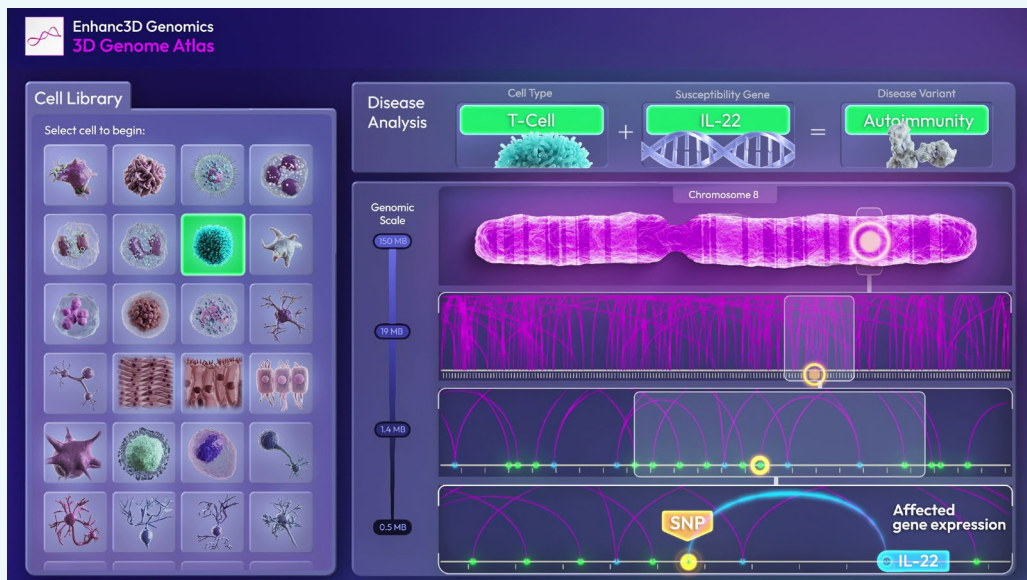 Enhanc3D Genomics
3D Genome Atlas
Cell Library
Select cell to begin:
Disease
Analysis
Cell Type
T-Cell
+
Susceptibility Gene
IL-22
=
Disease Variant
Autoimmunity
Genomic
Scale
150 MB
19 MB
1.4 MB
0.5 MB
Chromosome 8
SNP
Affected
gene expression
IL-22